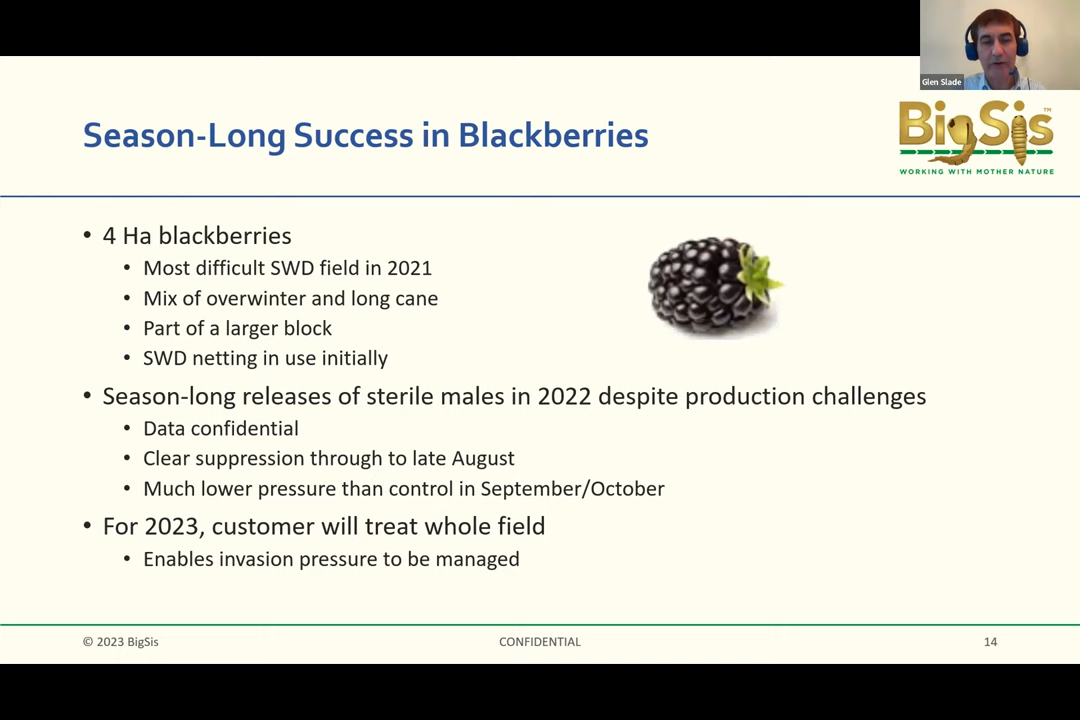 Glen Slade
BigSis™
WORKING WITH MOTHER NATURE
Season-Long Success in Blackberries
• 4 Ha blackberries
• Most difficult SWD field in 2021
• Mix of overwinter and long cane
• Part of a larger block
• SWD netting in use initially
• Season-long releases of sterile males in 2022 despite production challenges
• Data confidential
• Clear suppression through to late August
• Much lower pressure than control in September/October
• For 2023, customer will treat whole field
• Enables invasion pressure to be managed
© 2023 BigSis
CONFIDENTIAL
14